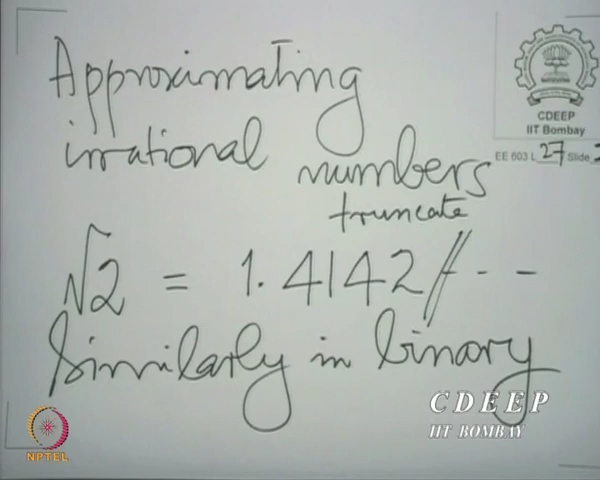 Approximating
irrational numbers
truncate
√2 = 1.4142//- - -
Similarly in binary
CDEEP
IIT Bombay
EE 603 L 27 Slide
CDEEP
IIT BOMBAY
NPTEL